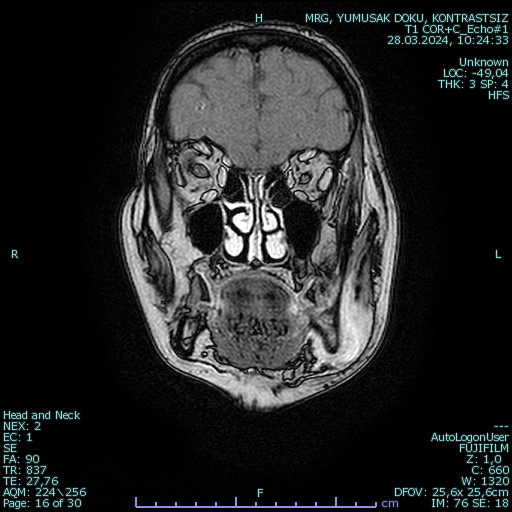 H
MRG, YUMUSAK DOKU, KONTRASTSIZ
T1 COR+C_Echo#1
28.03.2024, 10:24:33
Unknown
LOC: -49,04
THK: 3 SP: 4
HFS
R
L
Head and Neck
NEX: 2
EC: 1
SE
FA: 90
TR: 837
TE: 27,76
AQM: 224\256
Page: 16 of 30
F
cm
---
AutoLogonUser
FUJIFILM
Z: 1,0
C: 660
W: 1320
DFOV: 25,6x 25,6cm
IM: 76 SE: 18